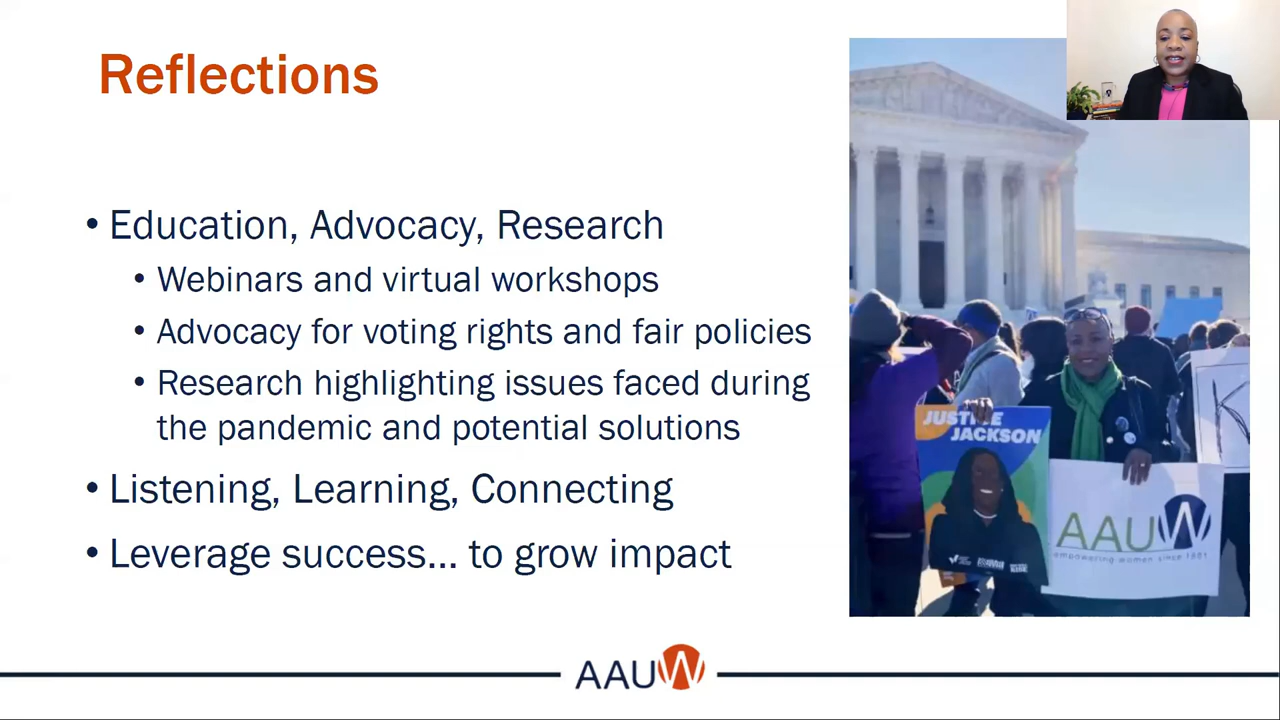 Reflections
• Education, Advocacy, Research
• Webinars and virtual workshops
• Advocacy for voting rights and fair policies
• Research highlighting issues faced during
the pandemic and potential solutions
• Listening, Learning, Connecting
• Leverage success... to grow impact
JUSTICE
JACKSON
K
AAUW
empowering women since 1881
AAUW